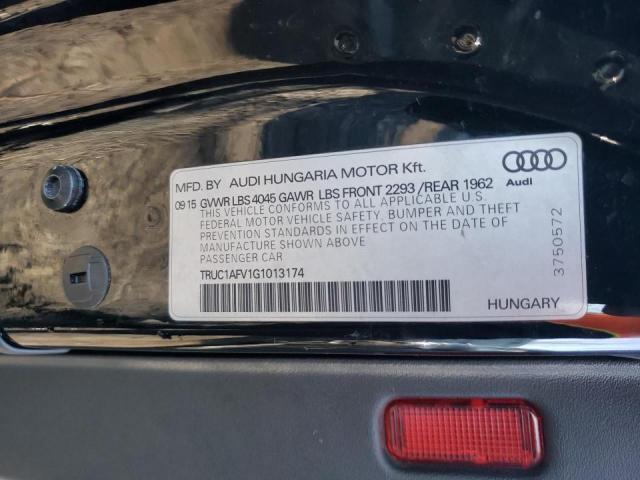 MFD. BY AUDI HUNGARIA MOTOR Kft.
09 15 GVWR LBS 4045 GAWR LBS FRONT 2293 /REAR 1962
THIS VEHICLE CONFORMS TO ALL APPLICABLE U.S.
FEDERAL MOTOR VEHICLE SAFETY, BUMPER AND THEFT
PREVENTION STANDARDS IN EFFECT ON THE DATE OF
MANUFACTURE SHOWN ABOVE
PASSENGER CAR
TRUC1AFV1G1013174
Audi
3750572
HUNGARY